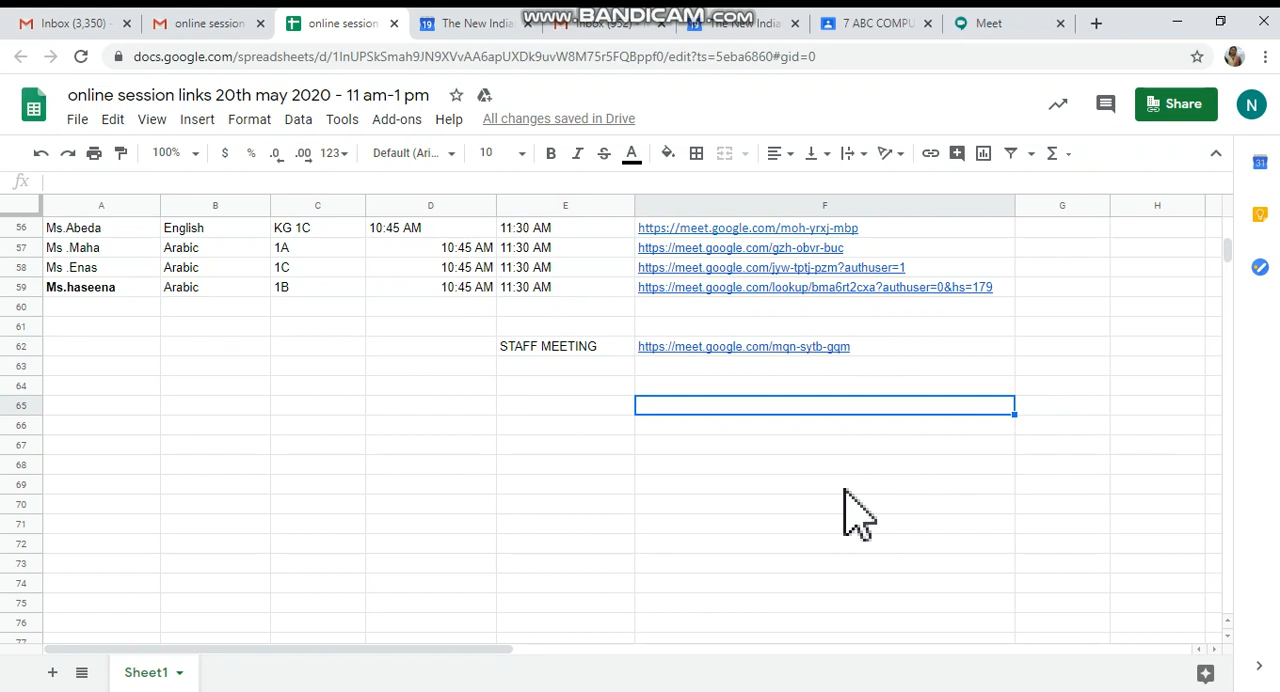 www.BANDICAM.com
Inbox (3,350) -
online session
online session
The New India
Inbox (952) - M
The New India
7 ABC COMPU
Meet
docs.google.com/spreadsheets/d/1InUPSkSmah9JN9XVvAA6apUXDk9uvW8M75r5FQBppf0/edit?ts=5eba6860#gid=0
online session links 20th may 2020 - 11 am-1 pm
Share
N
File Edit View Insert Format Data Tools Add-ons Help All changes saved in Drive
100% $ % .0 .00 123 Default (Ari... 10 B I S A
fx
A B C D E F G H
56 Ms.Abeda English KG 1C 10:45 AM 11:30 AM https://meet.google.com/moh-yrxj-mbp
57 Ms .Maha Arabic 1A 10:45 AM 11:30 AM https://meet.google.com/gzh-obvr-buc
58 Ms .Enas Arabic 1C 10:45 AM 11:30 AM https://meet.google.com/jyw-tptj-pzm?authuser=1
59 Ms.haseena Arabic 1B 10:45 AM 11:30 AM https://meet.google.com/lookup/bma6rt2cxa?authuser=0&hs=179
60
61
62 STAFF MEETING https://meet.google.com/mqn-sytb-gqm
63
64
65
66
67
68
69
70
71
72
73
74
75
76
77
Sheet1